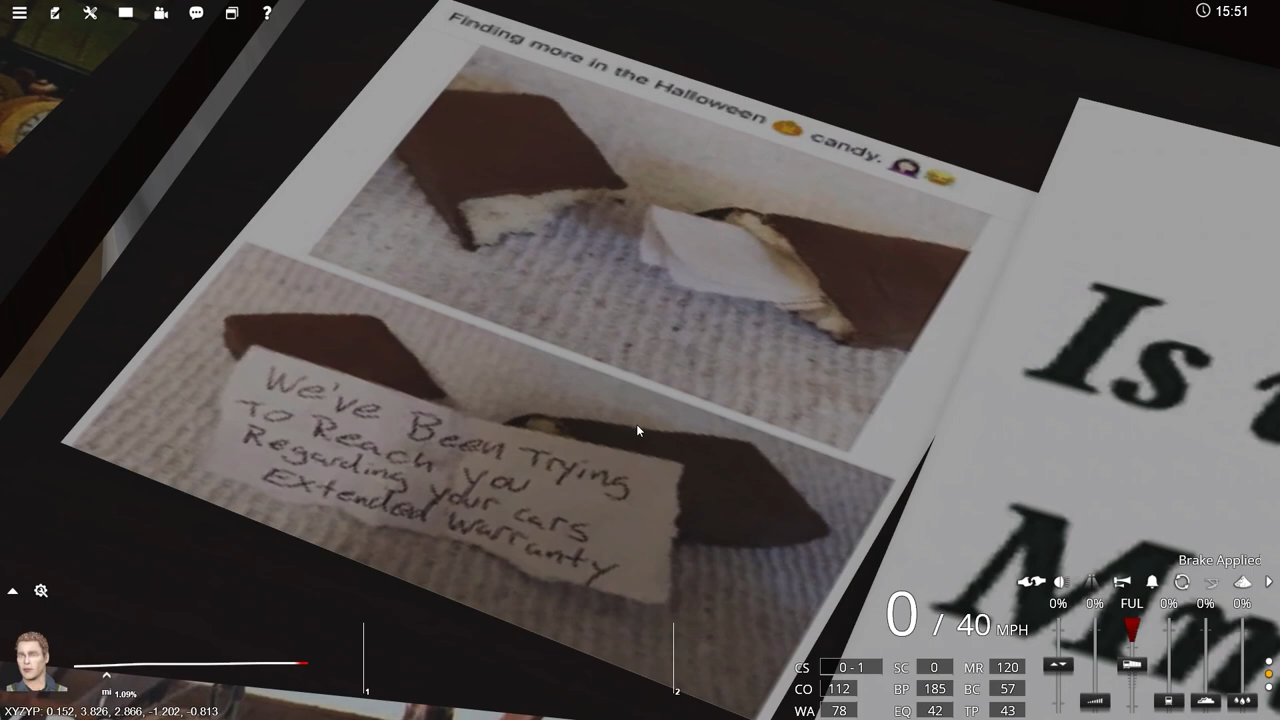 15:51
Finding more in the Halloween 🎃 candy. 🤦🏻‍♀️😂
We've Been Trying
To Reach you
Regarding your cars
Extended Warranty
Is
Brake Applied
0% 0% FUL 0% 0% 0%
0 / 40 MPH
CS 0 - 1 SC 0 MR 120
CO 112 BP 185 BC 57
WA 78 EQ 42 TP 43
1 2
mi 1.09%
XYZYP: 0.152, 3.826, 2.866, -1.202, -0.813